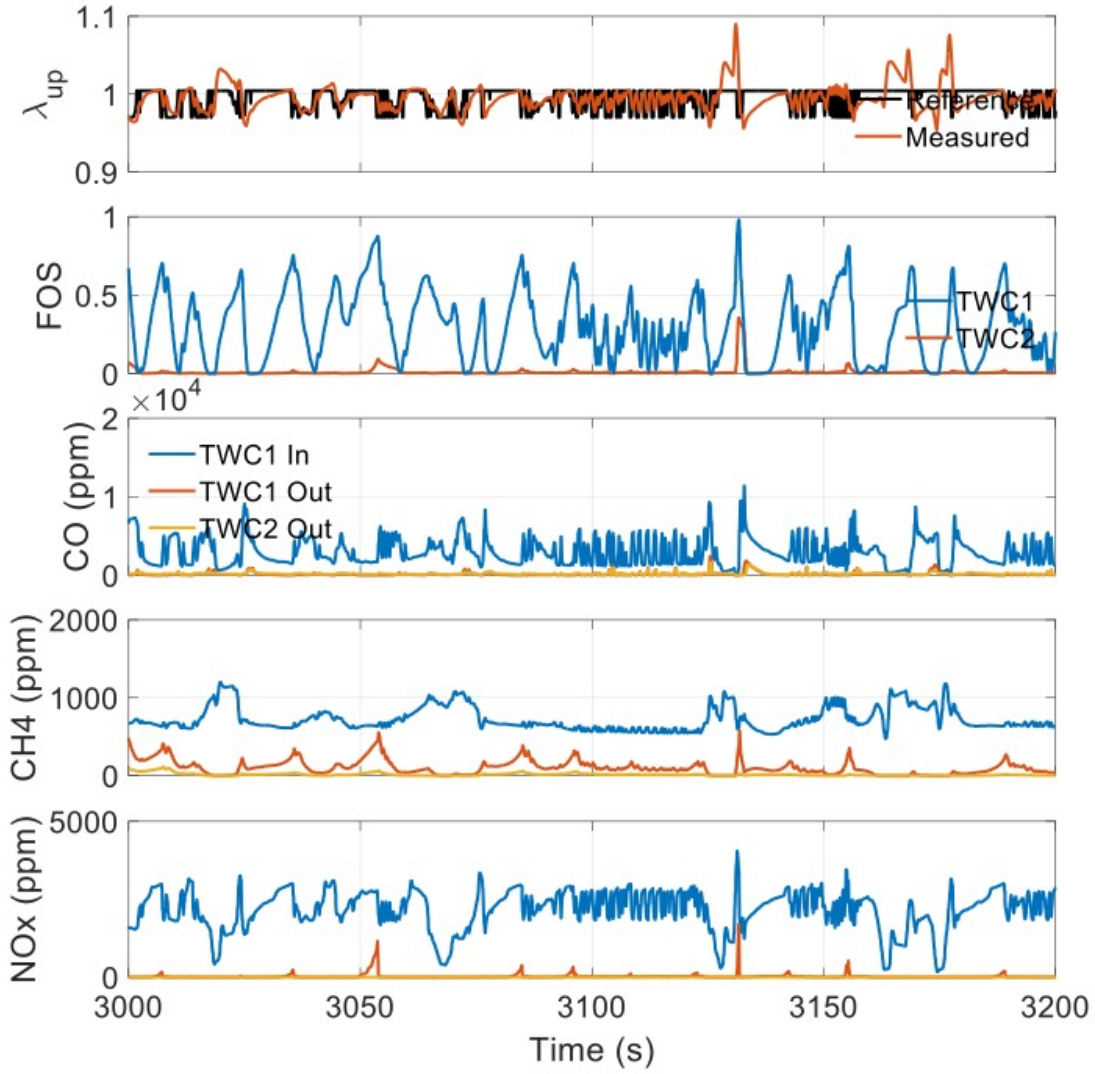 1.1
λup
1
0.9
Reference
Measured
1
FOS
0.5
0
TWC1
TWC2
×10^4
2
CO (ppm)
1
0
TWC1 In
TWC1 Out
TWC2 Out
2000
CH4 (ppm)
1000
0
5000
NOx (ppm)
0
3000 3050 3100 3150 3200
Time (s)